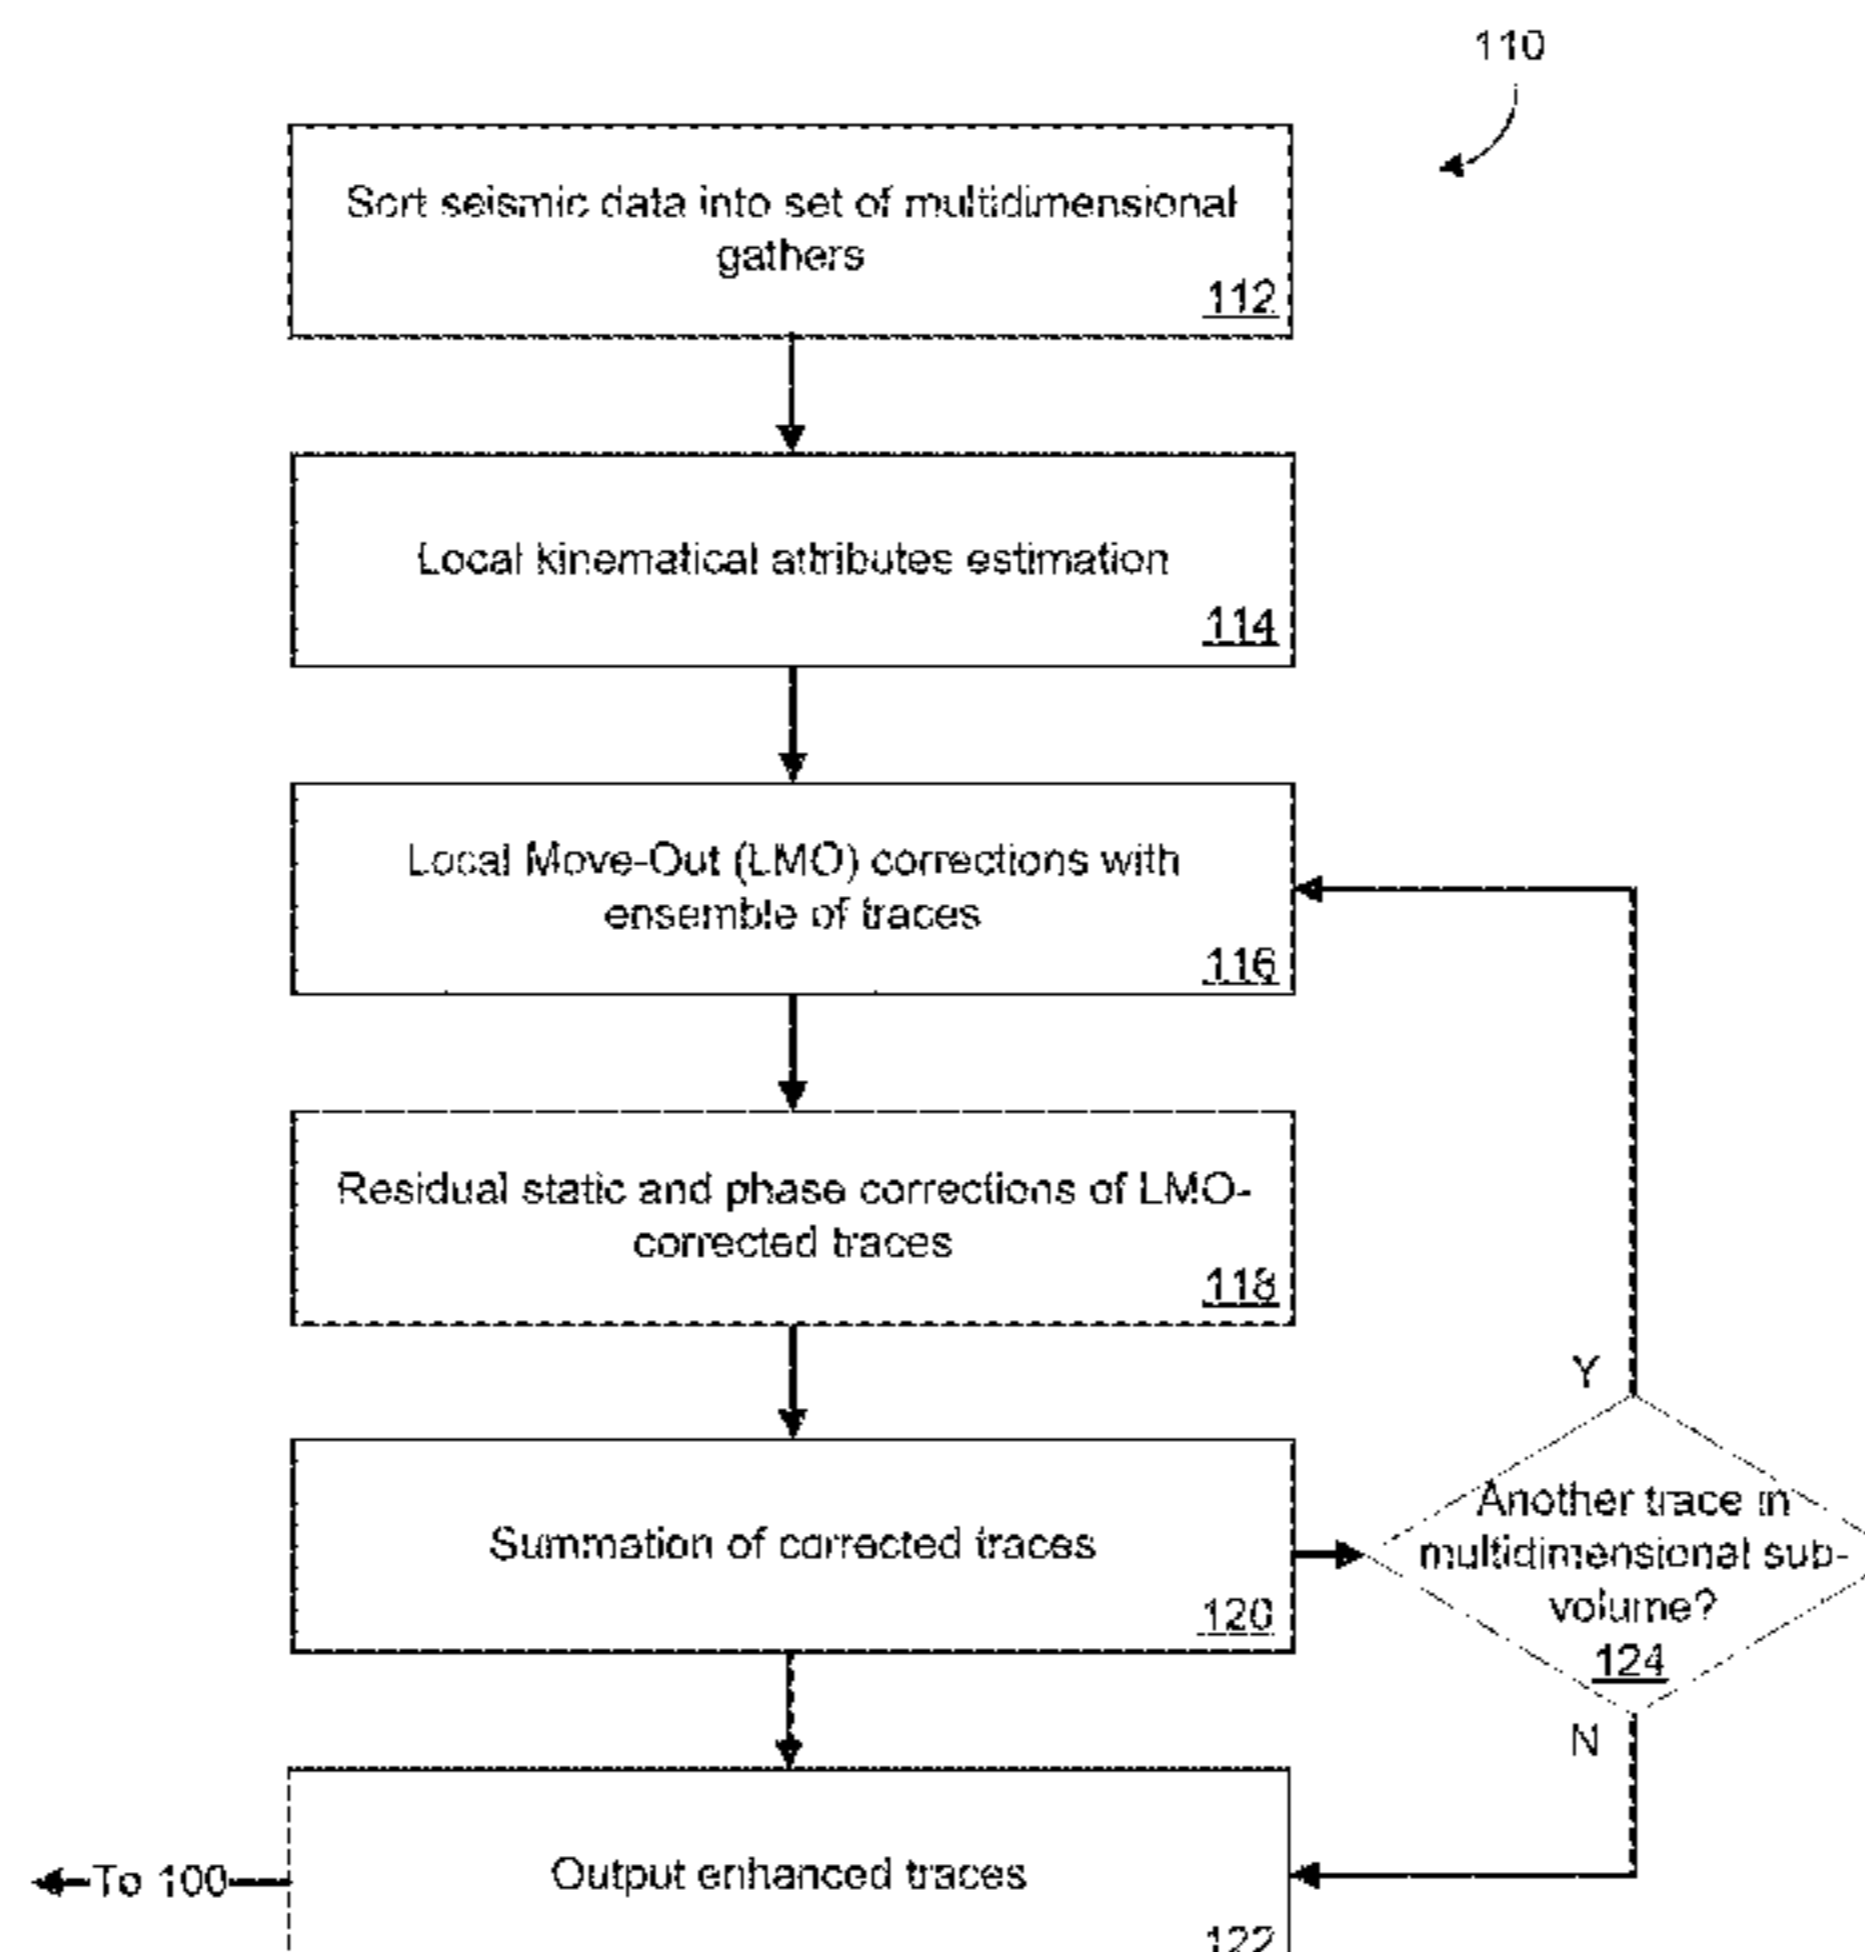 110
Sort seismic data into set of multidimensional
gathers
112
Local kinematical attributes estimation
114
Local Move-Out (LMO) corrections with
ensemble of traces
116
Residual static and phase corrections of LMO-
corrected traces
118
Y
Summation of corrected traces
120
Another trace in
multidimensional sub-
volume?
124
N
To 100
Output enhanced traces
122